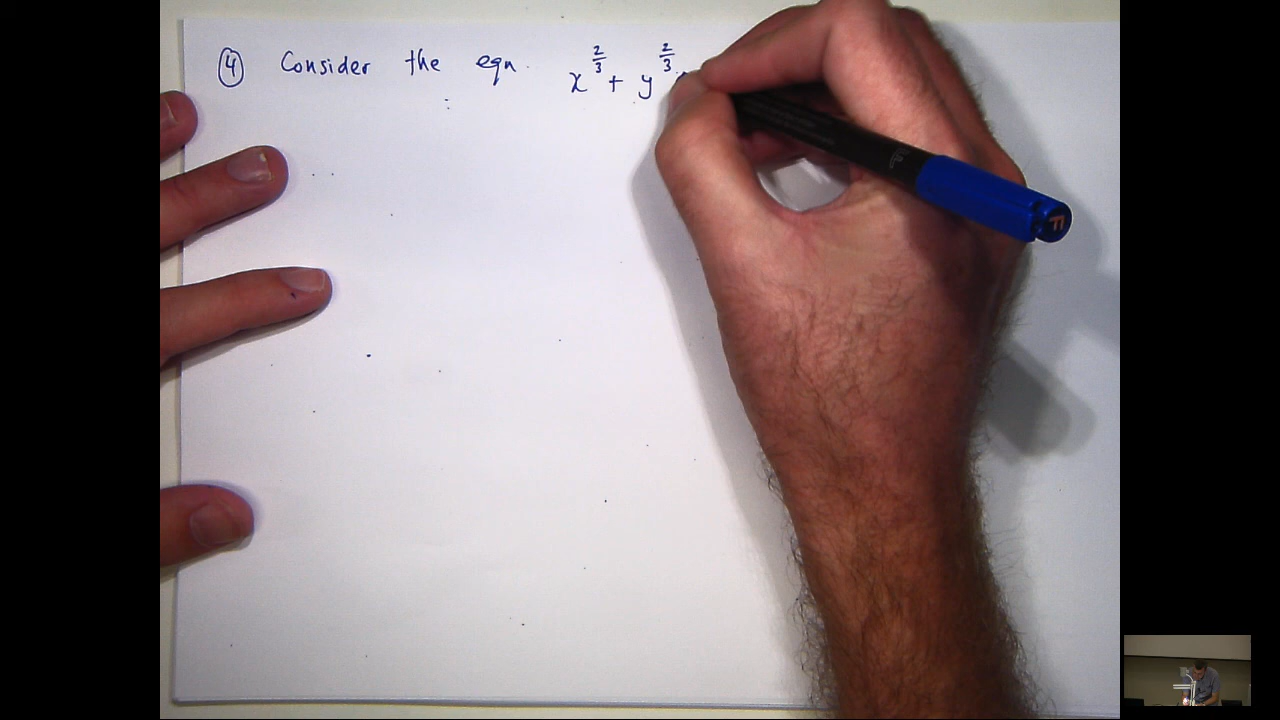 ④ Consider the eqn. x^{2/3} + y^{2/3}
F